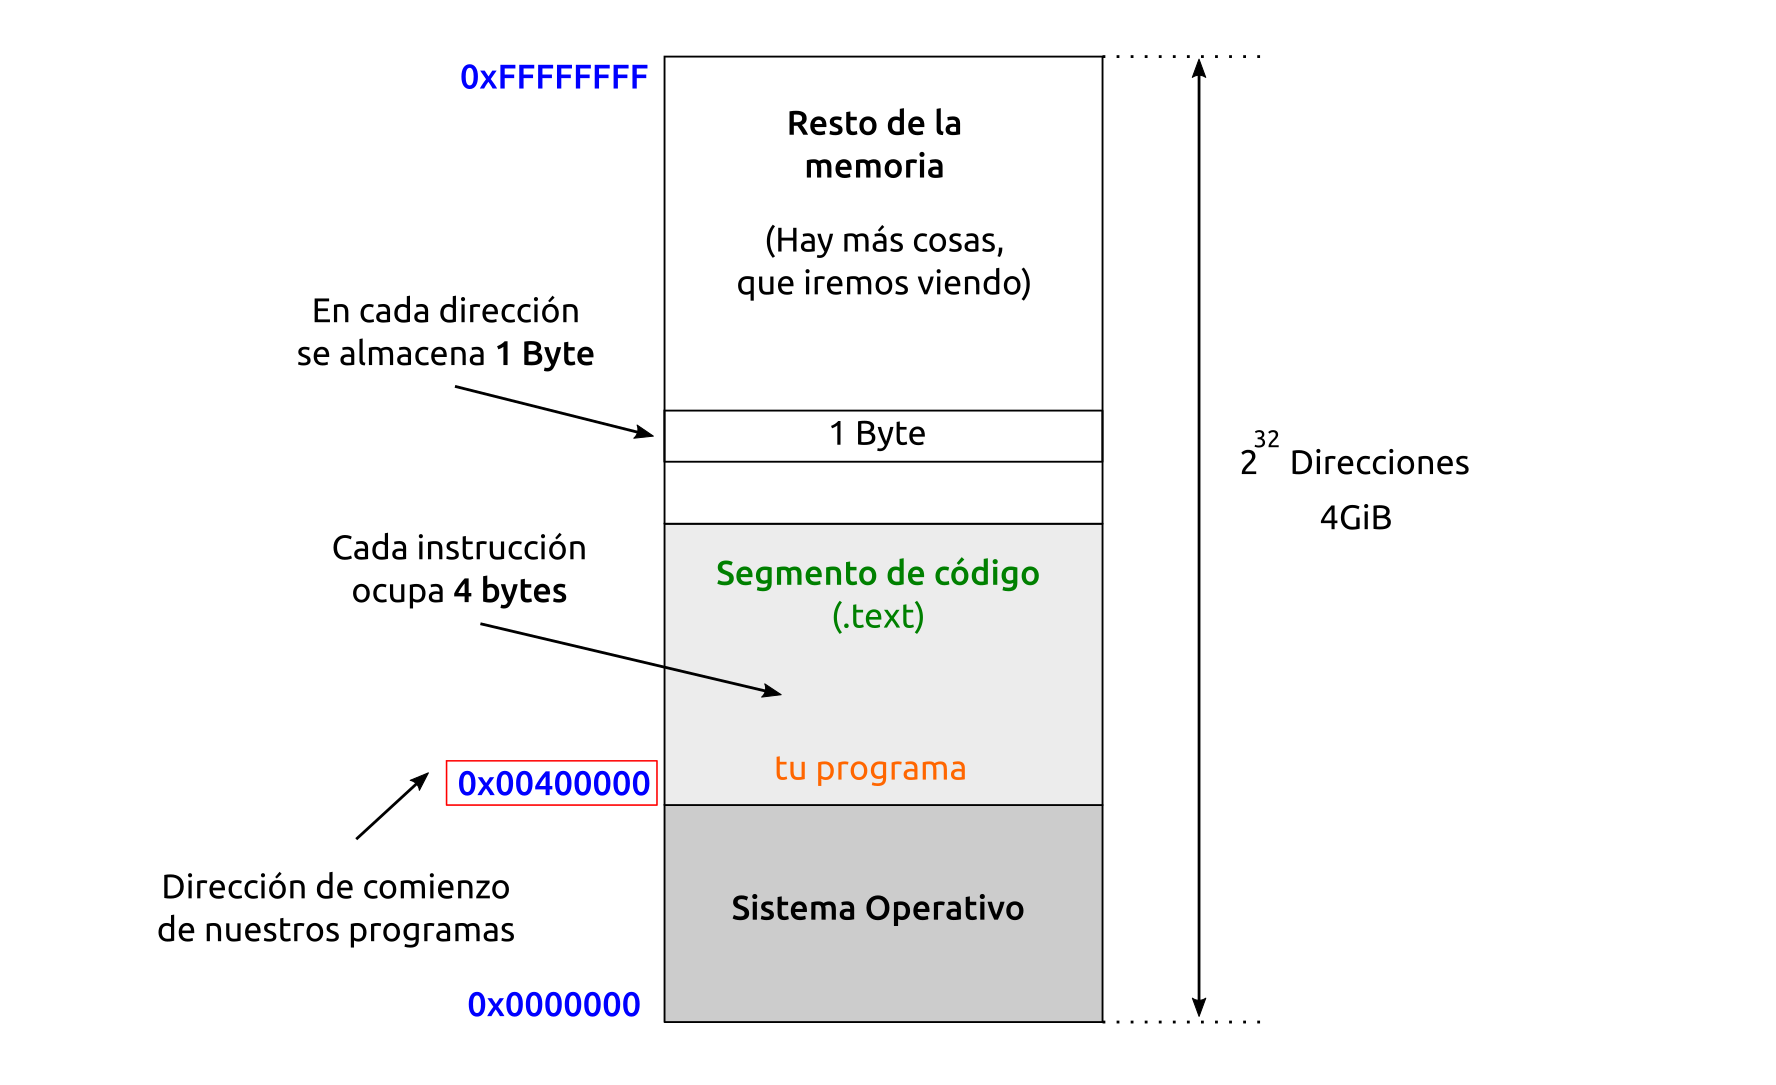 0xFFFFFFFF
Resto de la
memoria
(Hay más cosas,
que iremos viendo)
En cada dirección
se almacena 1 Byte
1 Byte
2³² Direcciones
4GiB
Cada instrucción
ocupa 4 bytes
Segmento de código
(.text)
tu programa
0x00400000
Dirección de comienzo
de nuestros programas
Sistema Operativo
0x0000000